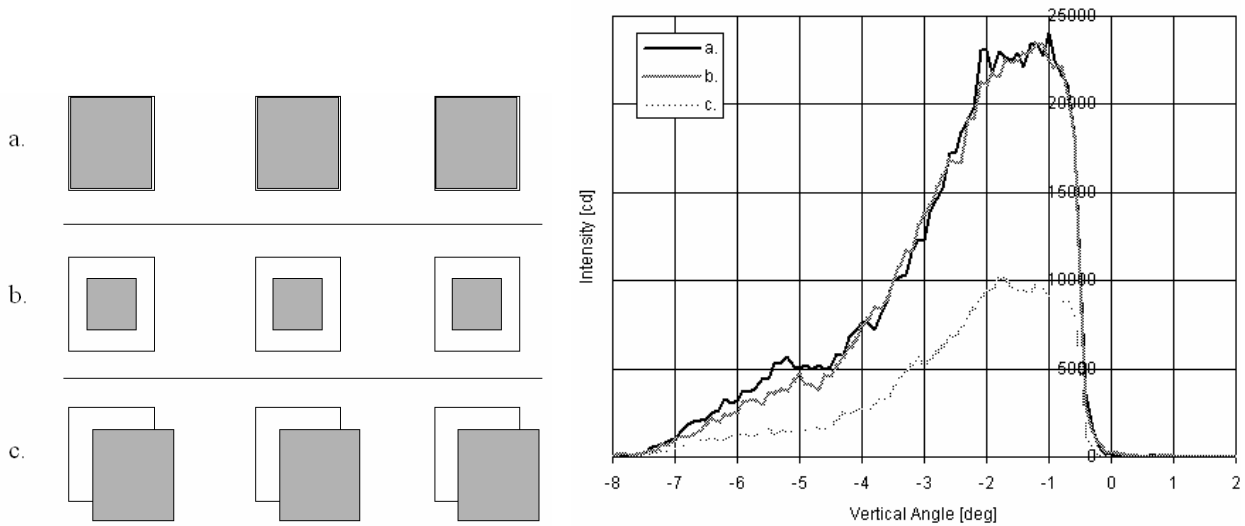 a.
b.
c.
a.
b.
c.
25000
20000
15000
10000
5000
0
Intensity [cd]
-8 -7 -6 -5 -4 -3 -2 -1 0 1 2
Vertical Angle [deg]